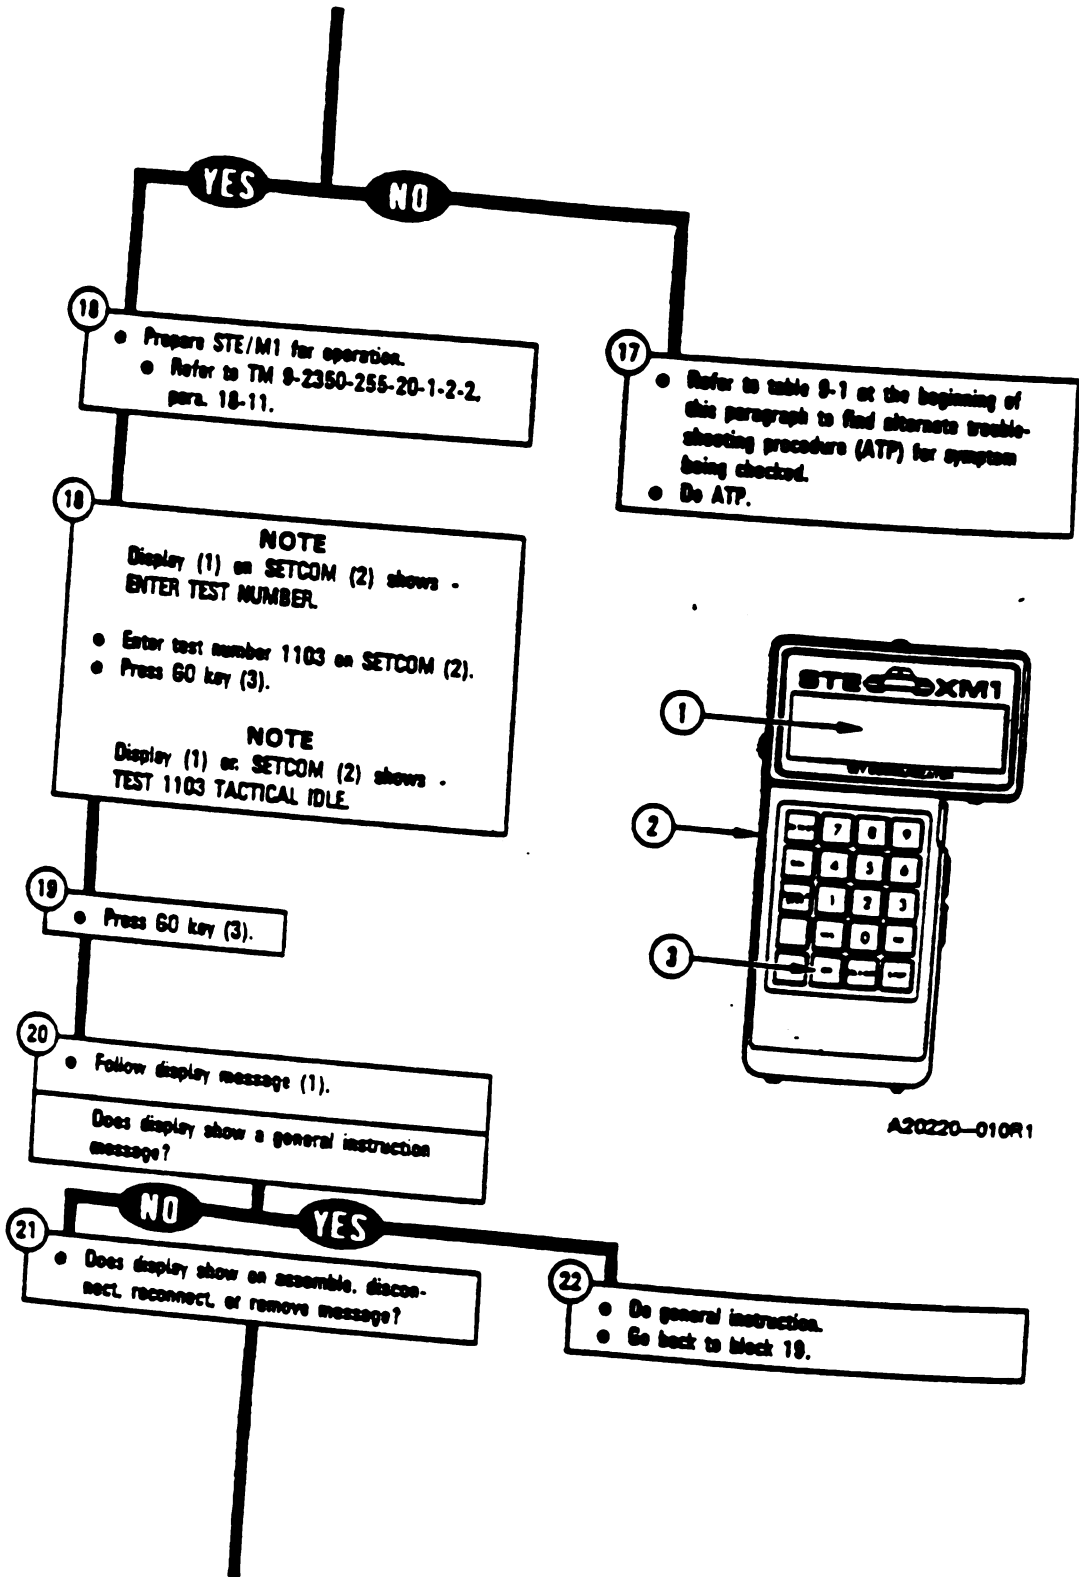 YES
NO
18
• Prepare STE/M1 for operation.
• Refer to TM 9-2350-255-20-1-2-2,
para. 18-11.
17
• Refer to table 9-1 at the beginning of
this paragraph to find alternate trouble-
shooting procedure (ATP) for symptom
being checked.
• Do ATP.
18
NOTE
Display (1) on SETCOM (2) shows -
ENTER TEST NUMBER.
• Enter test number 1103 on SETCOM (2).
• Press GO key (3).
NOTE
Display (1) or. SETCOM (2) shows -
TEST 1103 TACTICAL IDLE.
19
• Press GO key (3).
20
• Follow display message (1).
Does display show a general instruction
message?
NO
YES
21
• Does display show an assemble, discon-
nect, reconnect, or remove message?
22
• Do general instruction.
• Go back to block 19.
STE XM1
1
2
3
7 8 9
4 5 6
1 2 3
0
A20220-010R1